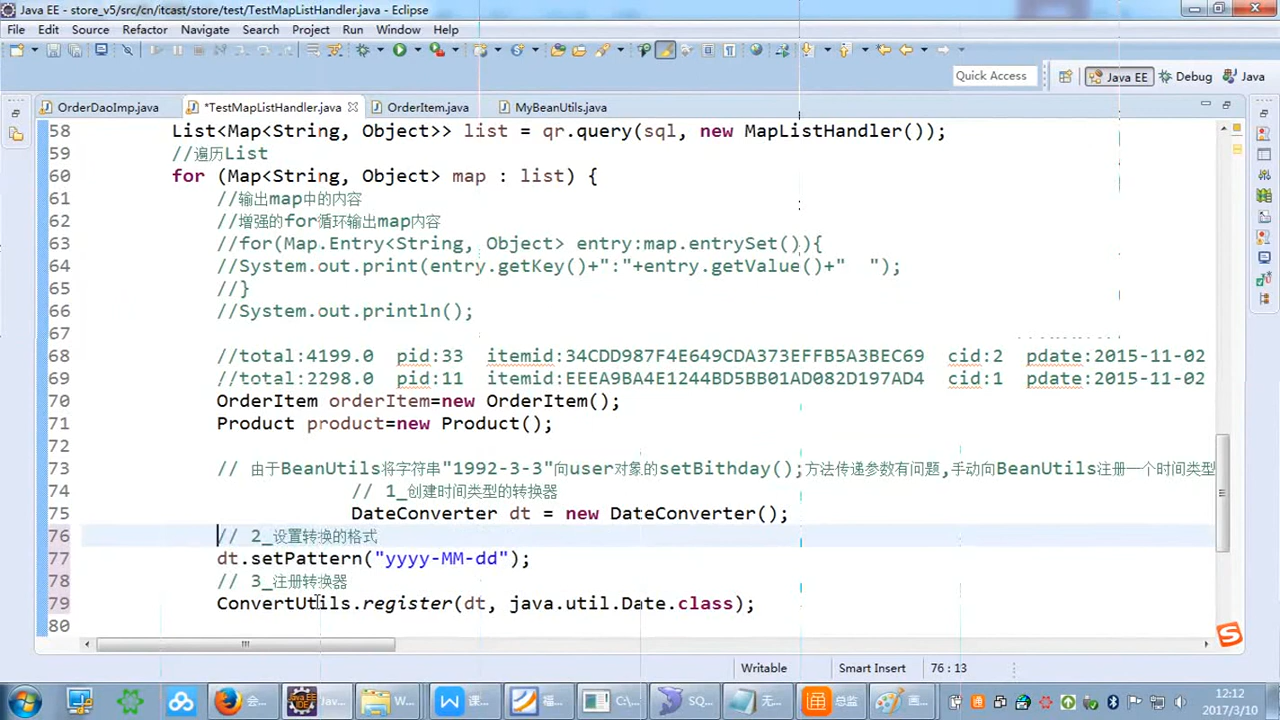 Java EE - store_v5/src/cn/itcast/store/test/TestMapListHandler.java - Eclipse
File Edit Source Refactor Navigate Search Project Run Window Help
Quick Access Java EE Debug Java
OrderDaoImp.java *TestMapListHandler.java OrderItem.java MyBeanUtils.java
58 List<Map<String, Object>> list = qr.query(sql, new MapListHandler());
59 //遍历List
60 for (Map<String, Object> map : list) {
61 //输出map中的内容
62 //增强的for循环输出map内容
63 //for(Map.Entry<String, Object> entry:map.entrySet()){
64 //System.out.print(entry.getKey()+":"+entry.getValue()+"  ");
65 //}
66 //System.out.println();
67
68 //total:4199.0 pid:33 itemid:34CDD987F4E649CDA373EFFB5A3BEC69 cid:2 pdate:2015-11-02
69 //total:2298.0 pid:11 itemid:EEEA9BA4E1244BD5BB01AD082D197AD4 cid:1 pdate:2015-11-02
70 OrderItem orderItem=new OrderItem();
71 Product product=new Product();
72
73 // 由于BeanUtils将字符串"1992-3-3"向user对象的setBithday();方法传递参数有问题,手动向BeanUtils注册一个时间类型
74 // 1_创建时间类型的转换器
75 DateConverter dt = new DateConverter();
76 // 2_设置转换的格式
77 dt.setPattern("yyyy-MM-dd");
78 // 3_注册转换器
79 ConvertUtils.register(dt, java.util.Date.class);
80
Writable Smart Insert 76 : 13
会... Jav... W... 课... 福... C:\... SQ... 无... 总监 画...
12:12
2017/3/10